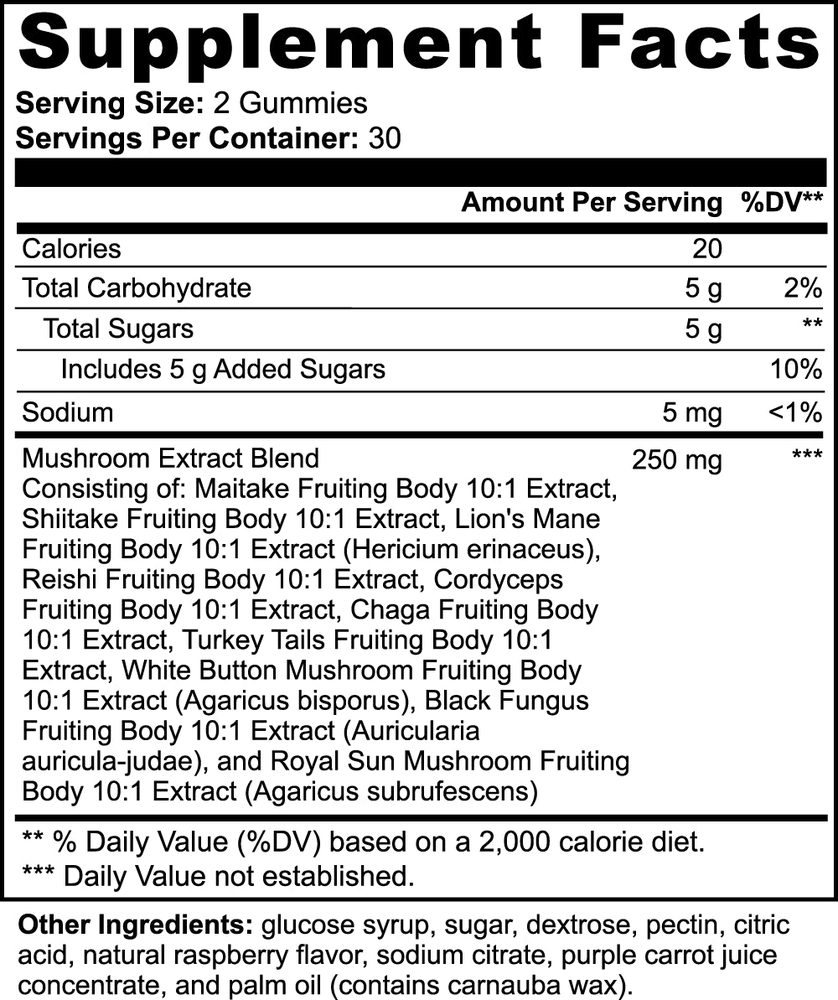 Supplement Facts
Serving Size: 2 Gummies
Servings Per Container: 30
Amount Per Serving %DV**
Calories 20
Total Carbohydrate 5 g 2%
Total Sugars 5 g **
Includes 5 g Added Sugars 10%
Sodium 5 mg <1%
Mushroom Extract Blend 250 mg ***
Consisting of: Maitake Fruiting Body 10:1 Extract,
Shiitake Fruiting Body 10:1 Extract, Lion's Mane
Fruiting Body 10:1 Extract (Hericium erinaceus),
Reishi Fruiting Body 10:1 Extract, Cordyceps
Fruiting Body 10:1 Extract, Chaga Fruiting Body
10:1 Extract, Turkey Tails Fruiting Body 10:1
Extract, White Button Mushroom Fruiting Body
10:1 Extract (Agaricus bisporus), Black Fungus
Fruiting Body 10:1 Extract (Auricularia
auricula-judae), and Royal Sun Mushroom Fruiting
Body 10:1 Extract (Agaricus subrufescens)
** % Daily Value (%DV) based on a 2,000 calorie diet.
*** Daily Value not established.
Other Ingredients: glucose syrup, sugar, dextrose, pectin, citric
acid, natural raspberry flavor, sodium citrate, purple carrot juice
concentrate, and palm oil (contains carnauba wax).